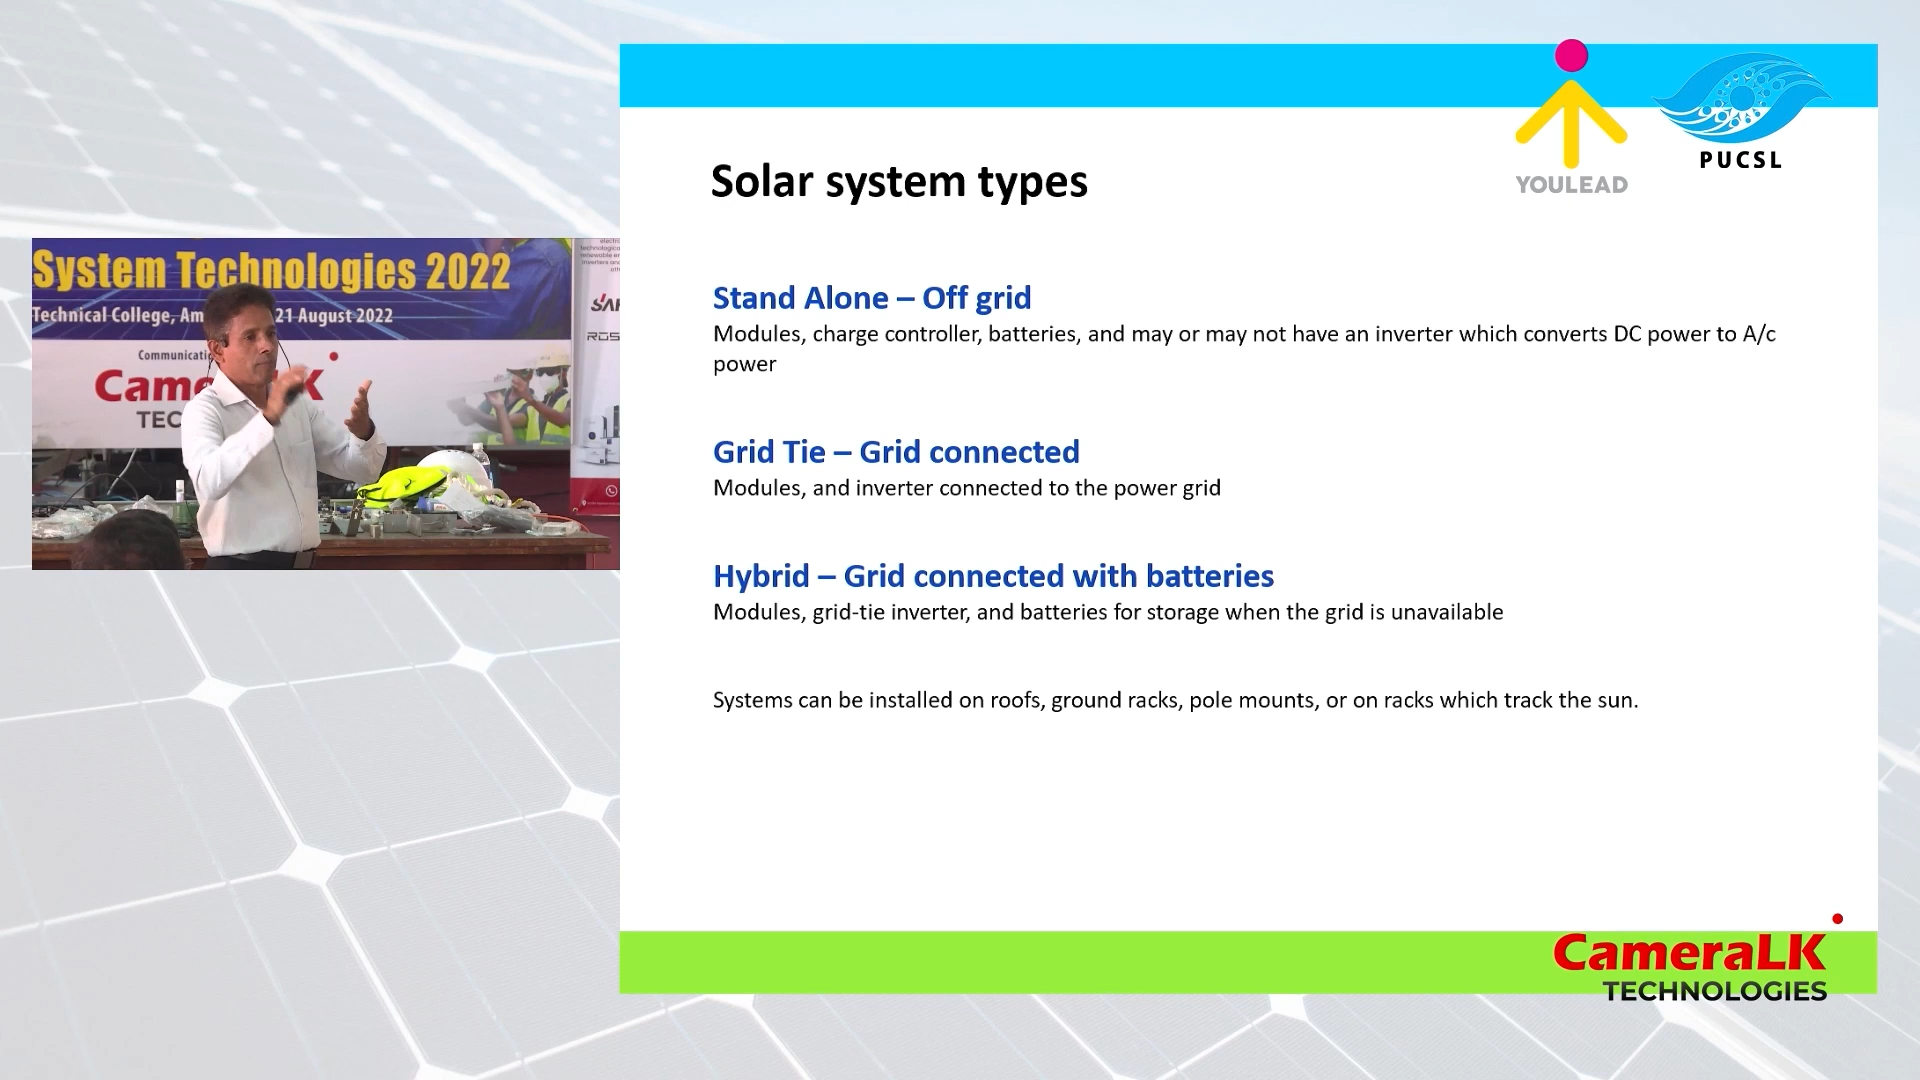 YOULEAD
PUCSL
Solar system types
Stand Alone – Off grid
Modules, charge controller, batteries, and may or may not have an inverter which converts DC power to A/c
power
Grid Tie – Grid connected
Modules, and inverter connected to the power grid
Hybrid – Grid connected with batteries
Modules, grid-tie inverter, and batteries for storage when the grid is unavailable
Systems can be installed on roofs, ground racks, pole mounts, or on racks which track the sun.
CameraLK
TECHNOLOGIES
System Technologies 2022
Technical College, 21 August 2022